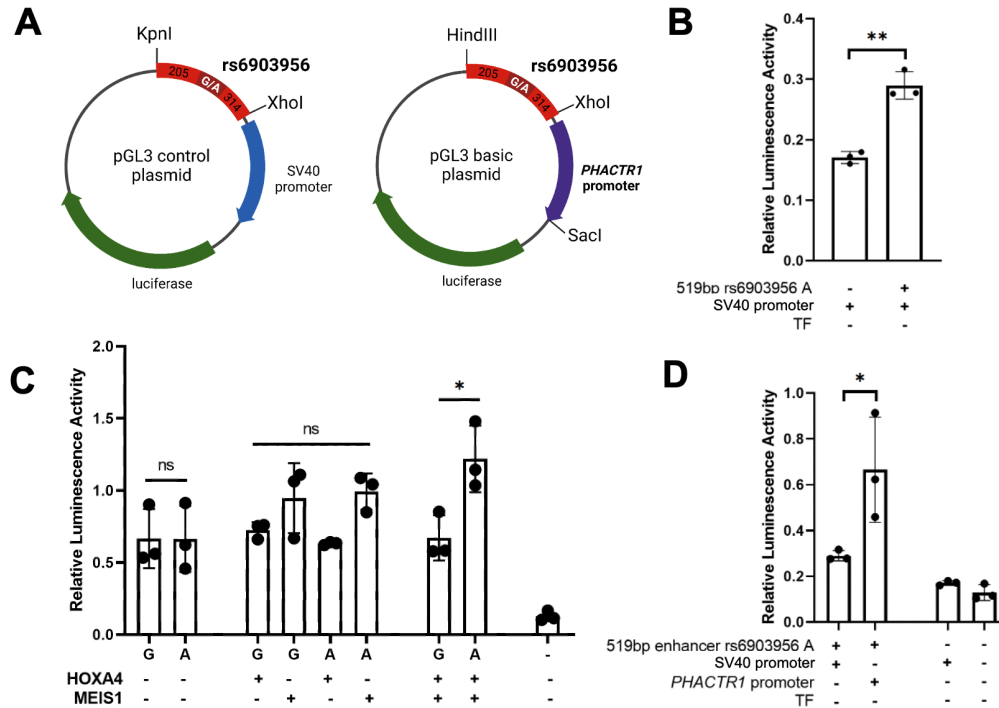 A
KpnI
rs6903956
205
G/A
314
XhoI
pGL3 control
plasmid
SV40
promoter
luciferase
HindIII
rs6903956
205
G/A
314
XhoI
pGL3 basic
plasmid
PHACTR1
promoter
SacI
luciferase
B
Relative Luminescence Activity
0.4
0.3
0.2
0.1
0.0
**
519bp rs6903956 A - +
SV40 promoter + +
TF - -
C
Relative Luminescence Activity
2.0
1.5
1.0
0.5
0.0
ns
ns
*
G A G G A A G A -
HOXA4 - - + - + - + + -
MEIS1 - - - + - + + + -
D
Relative Luminescence Activity
1.0
0.8
0.6
0.4
0.2
0.0
*
519bp enhancer rs6903956 A + + - -
SV40 promoter + - + -
PHACTR1 promoter - + - -
TF - - - -